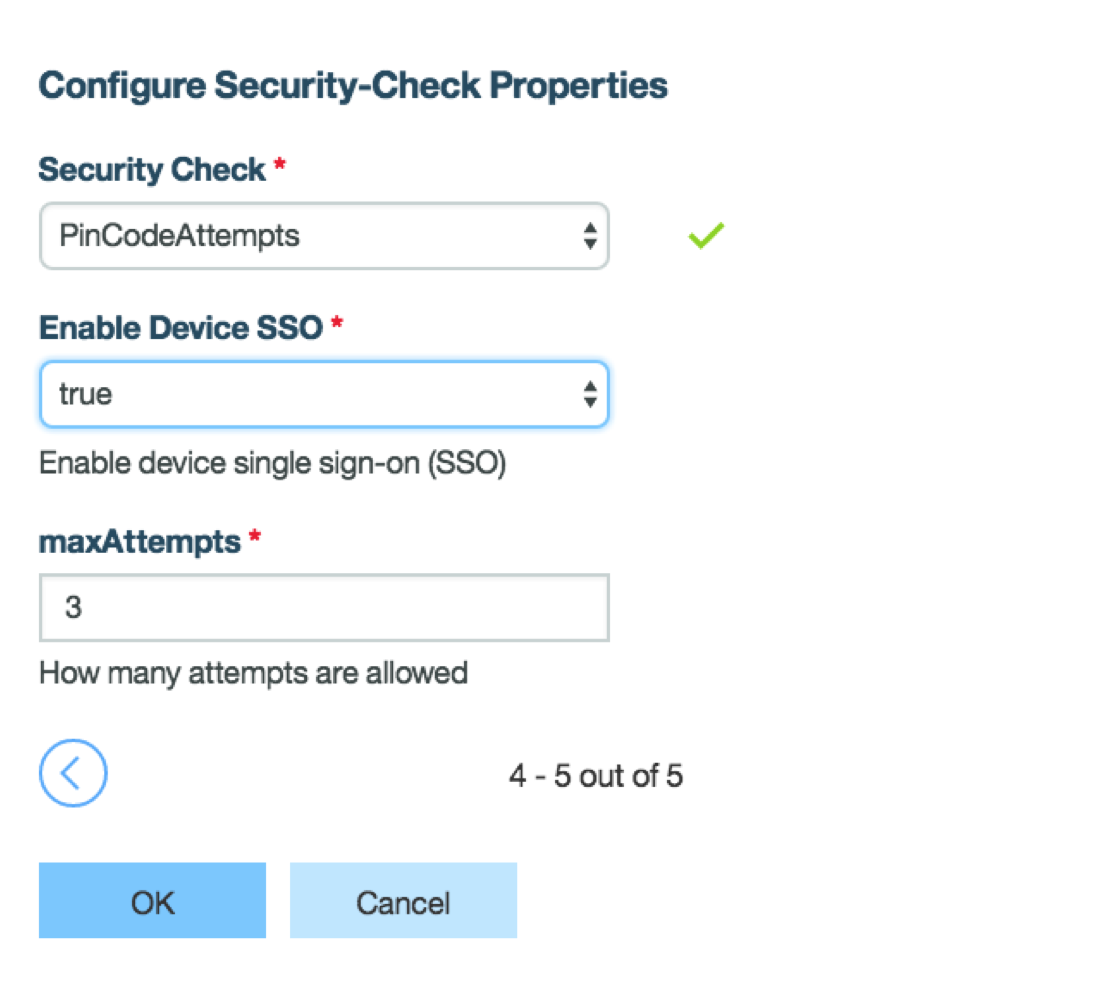 Configure Security-Check Properties
Security Check *
PinCodeAttempts
Enable Device SSO *
true
Enable device single sign-on (SSO)
maxAttempts *
3
How many attempts are allowed
4 - 5 out of 5
OK Cancel